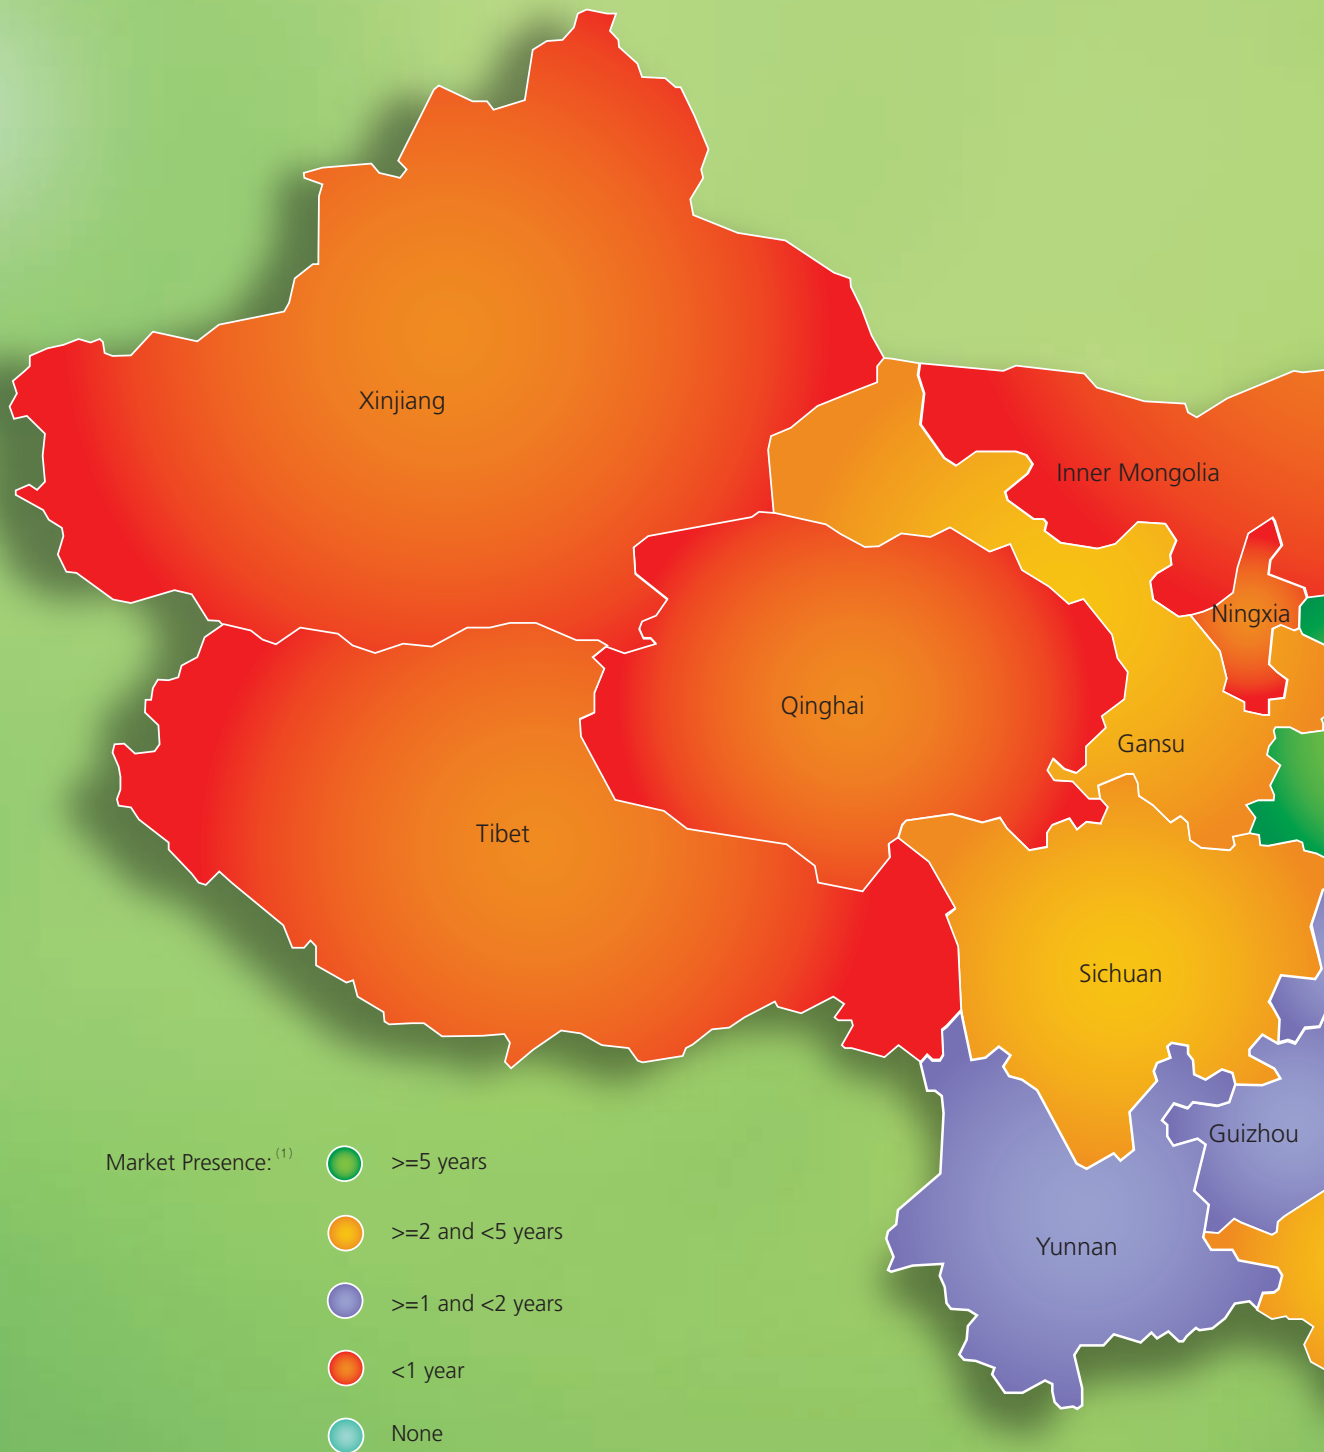 Xinjiang
Inner Mongolia
Ningxia
Qinghai
Gansu
Tibet
Sichuan
Guizhou
Yunnan
Market Presence: (1)
>=5 years
>=2 and <5 years
>=1 and <2 years
<1 year
None